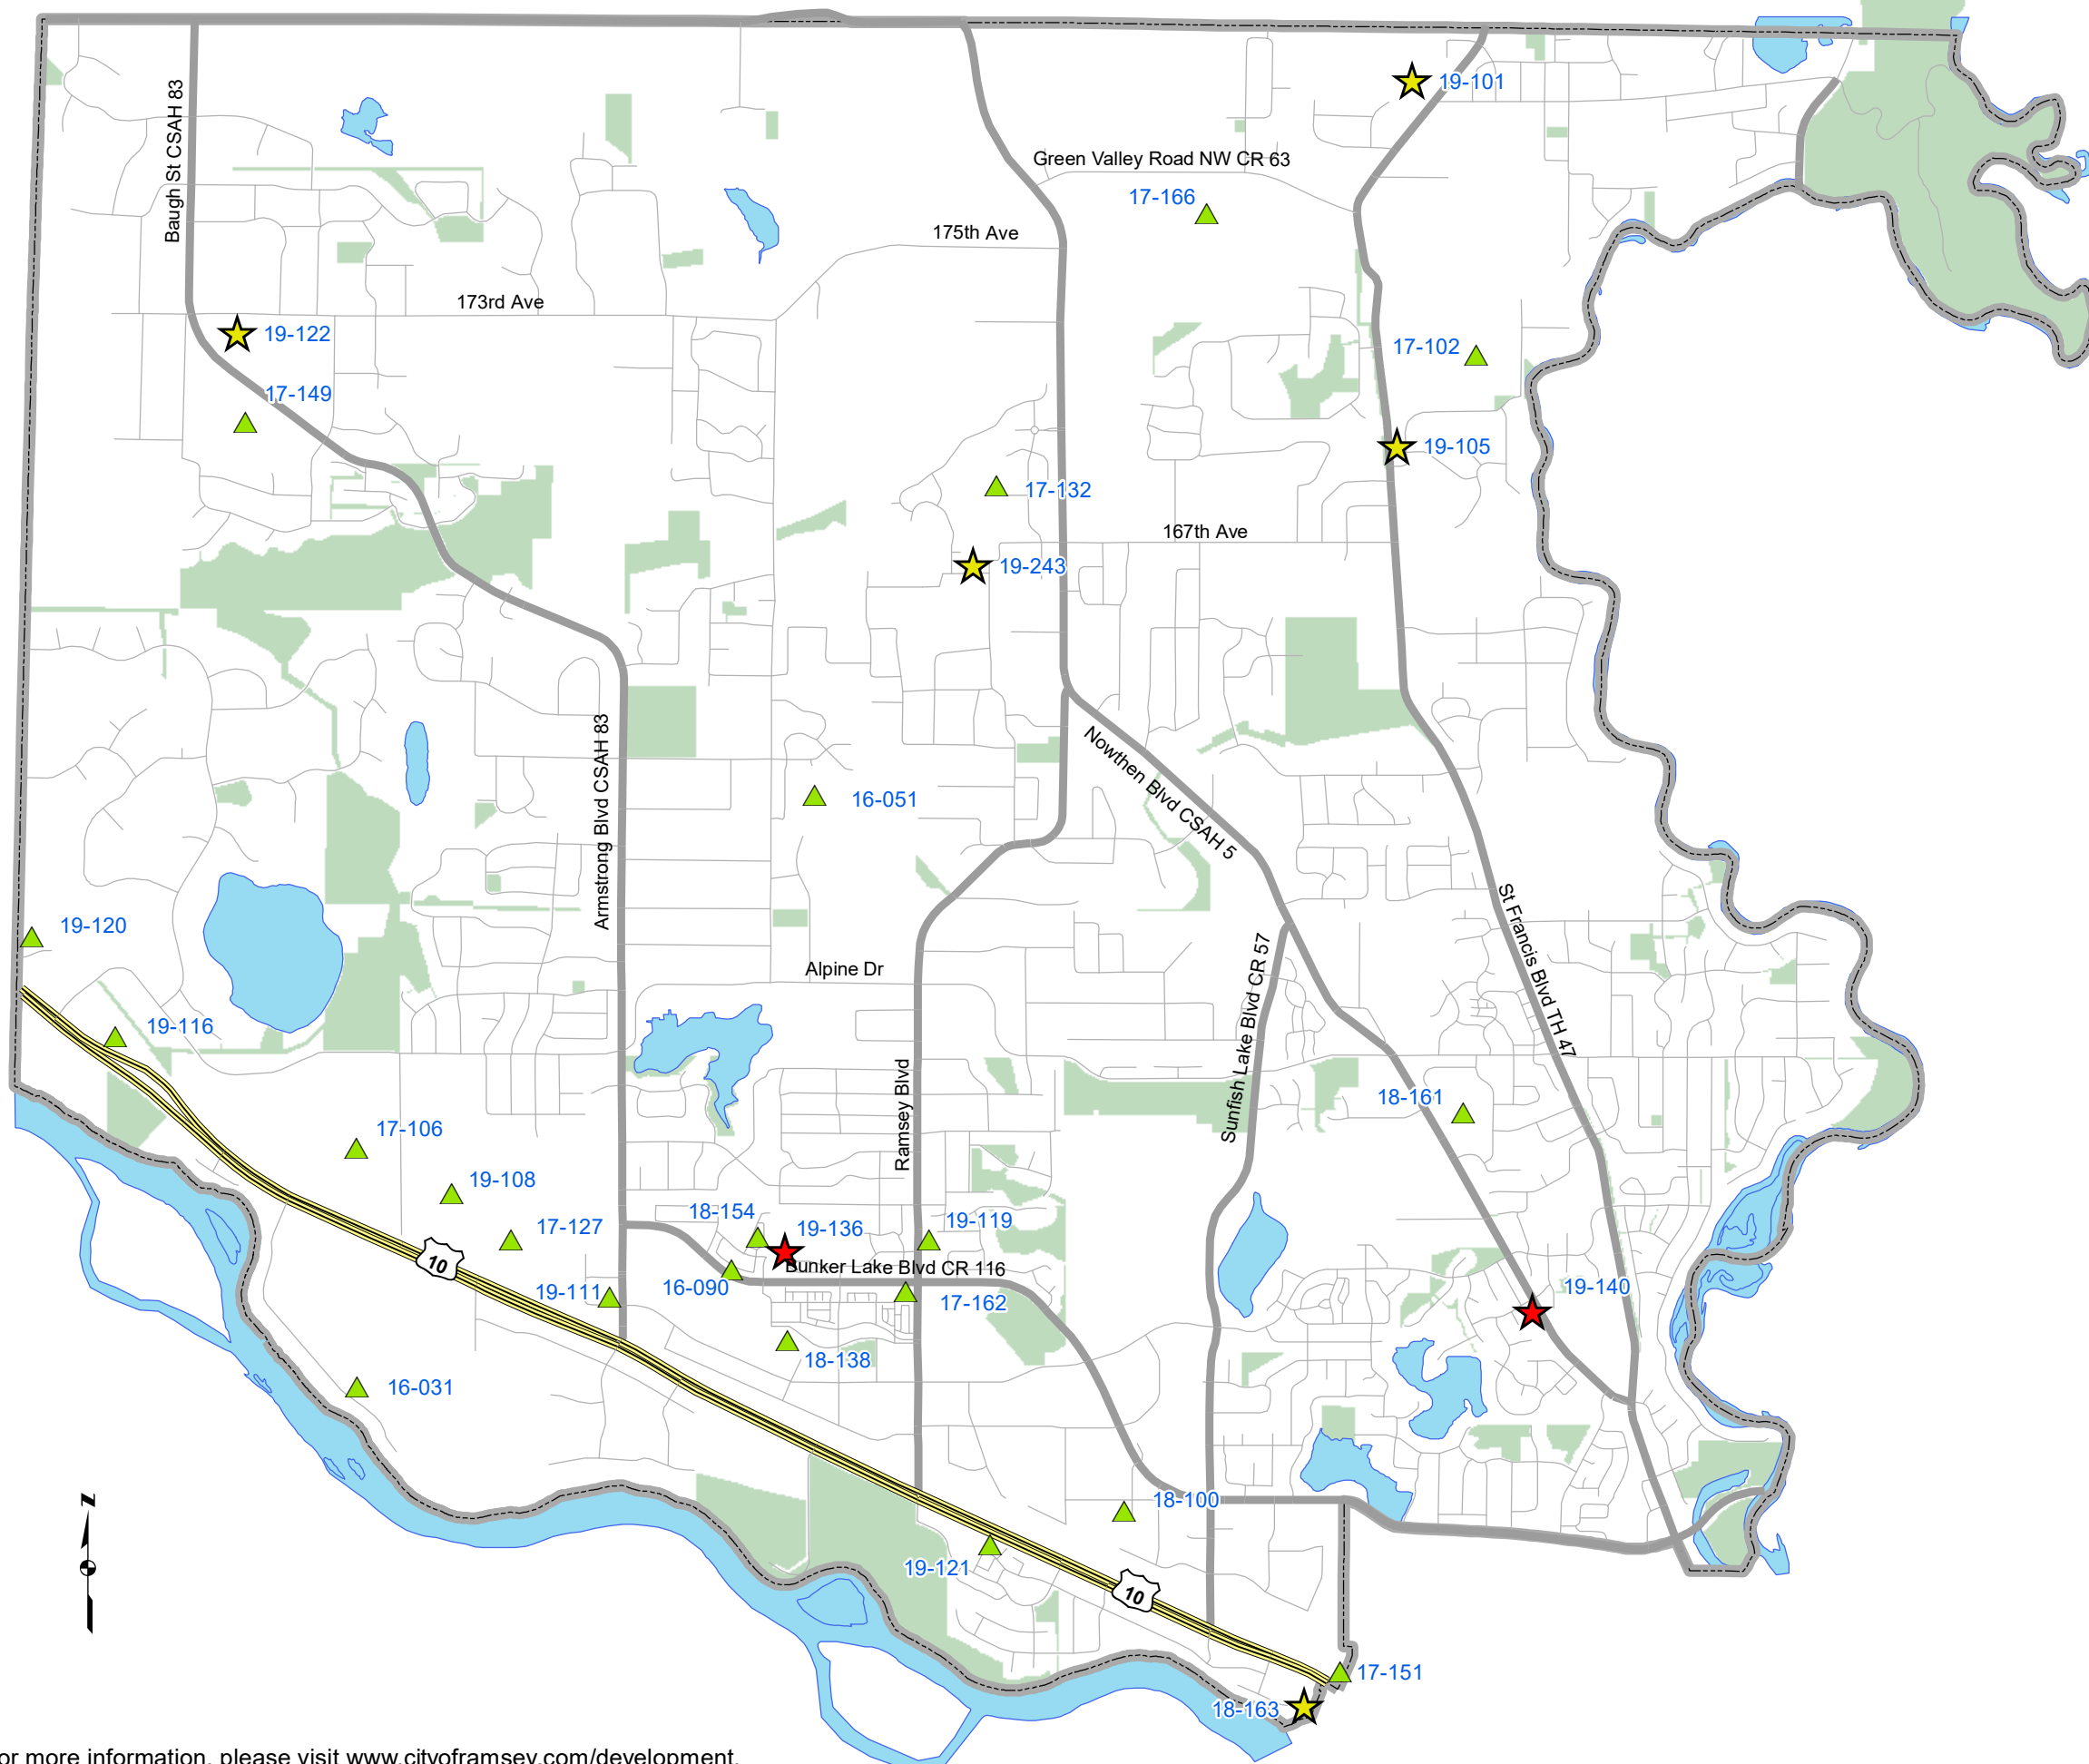 19-101
Baugh St CSAH 83
Green Valley Road NW CR 63
17-166
175th Ave
173rd Ave
19-122
17-102
17-149
19-105
17-132
167th Ave
19-243
Armstrong Blvd CSAH 83
Nowthen Blvd CSAH 5
16-051
St Francis Blvd TH 47
19-120
Sunfish Lake Blvd CR 57
Alpine Dr
19-116
Ramsey Blvd
18-161
17-106
19-108
18-154
19-136
19-119
17-127
10
Bunker Lake Blvd CR 116
19-111
16-090
17-162
19-140
18-138
16-031
N
18-100
19-121
10
17-151
18-163
or more information, please visit www.cityoframsey.com/development.